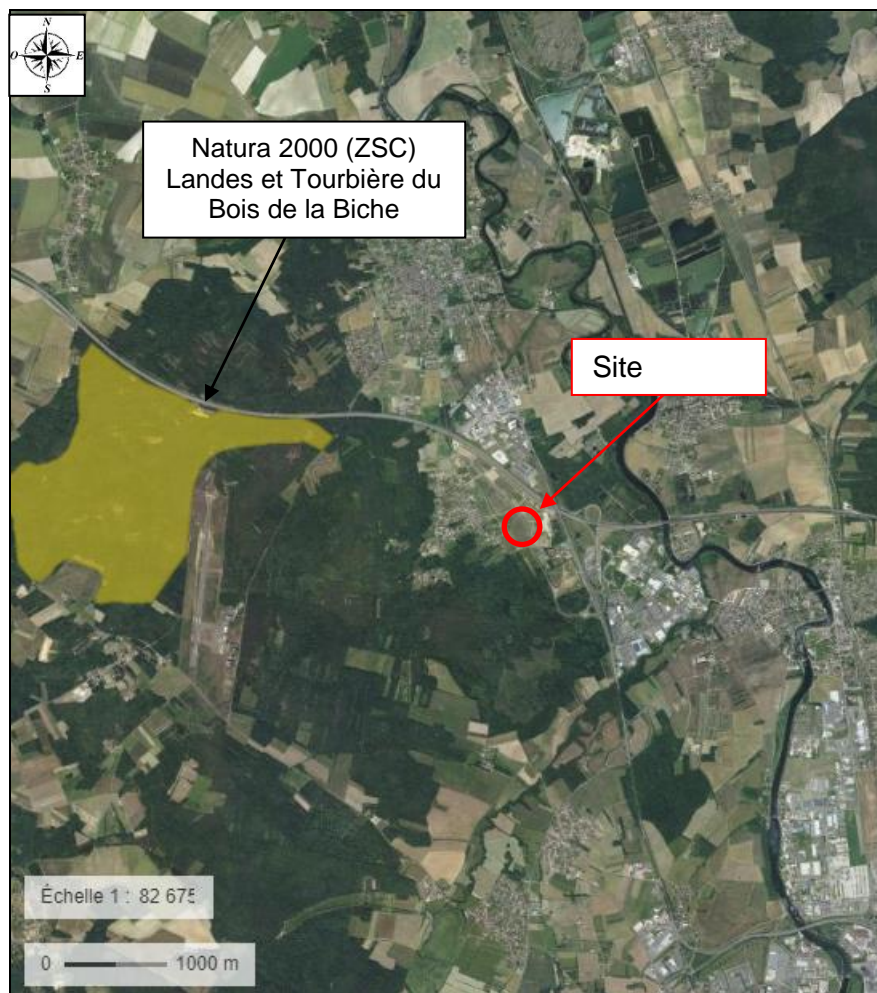 N
O E
S
Natura 2000 (ZSC)
Landes et Tourbière du
Bois de la Biche
Site
Échelle 1 : 82 675
0 1000 m